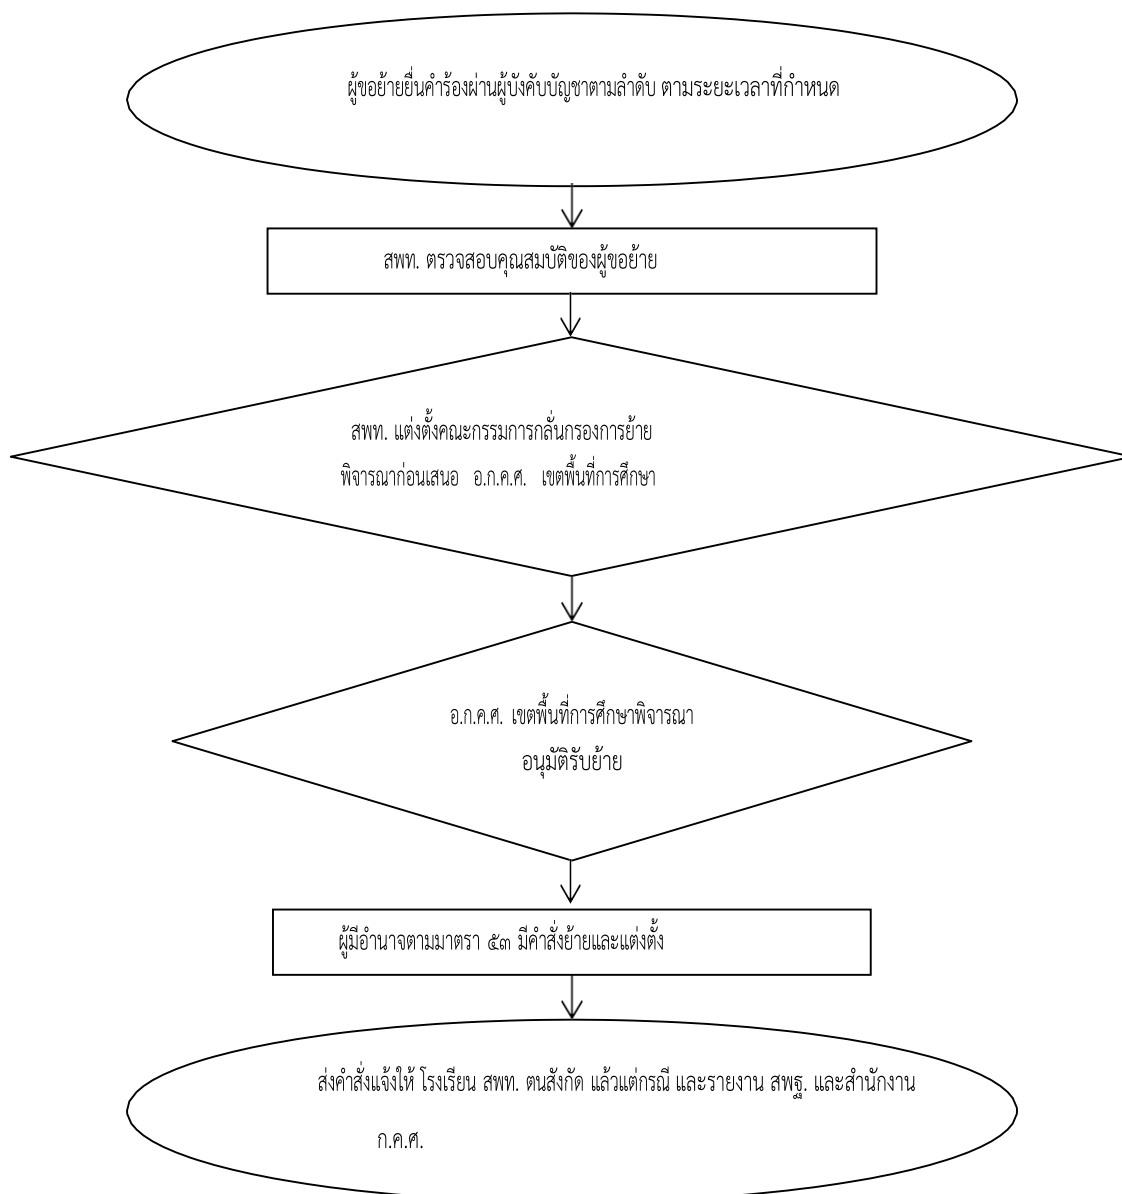 ผู้ขอย้ายยื่นคำร้องผ่านผู้บังคับบัญชาตามลำดับ ตามระยะเวลาที่กำหนด
สพท. ตรวจสอบคุณสมบัติของผู้ขอย้าย
สพท. แต่งตั้งคณะกรรมการกลั่นกรองการย้าย
พิจารณาก่อนเสนอ อ.ก.ค.ศ. เขตพื้นที่การศึกษา
อ.ก.ค.ศ. เขตพื้นที่การศึกษาพิจารณา
อนุมัติรับย้าย
ผู้มีอำนาจตามมาตรา ๕๓ มีคำสั่งย้ายและแต่งตั้ง
ส่งคำสั่งแจ้งให้ โรงเรียน สพท. ตนสังกัด แล้วแต่กรณี และรายงาน สพฐ. และสำนักงาน
ก.ค.ศ.